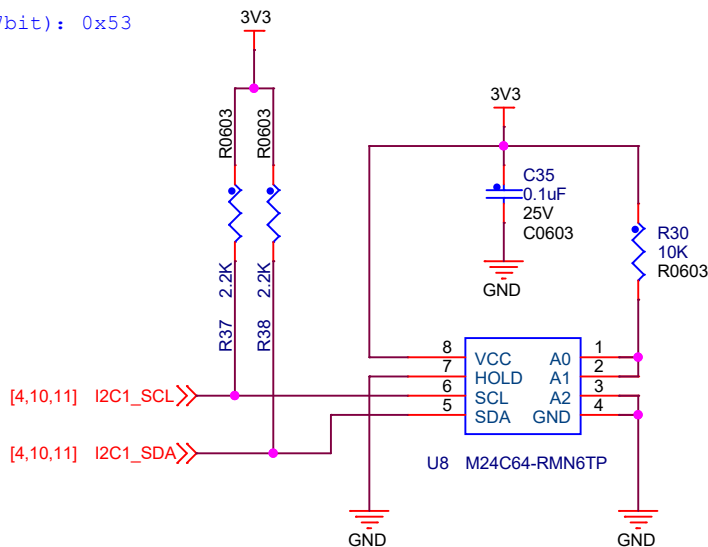 7bit): 0x53
3V3
R0603
R0603
2.2K
2.2K
R37
R38
3V3
C35
0.1uF
25V
C0603
GND
R30
10K
R0603
8 VCC A0 1
7 HOLD A1 2
6 SCL A2 3
5 SDA GND 4
[4,10,11] I2C1_SCL
[4,10,11] I2C1_SDA
U8 M24C64-RMN6TP
GND
GND